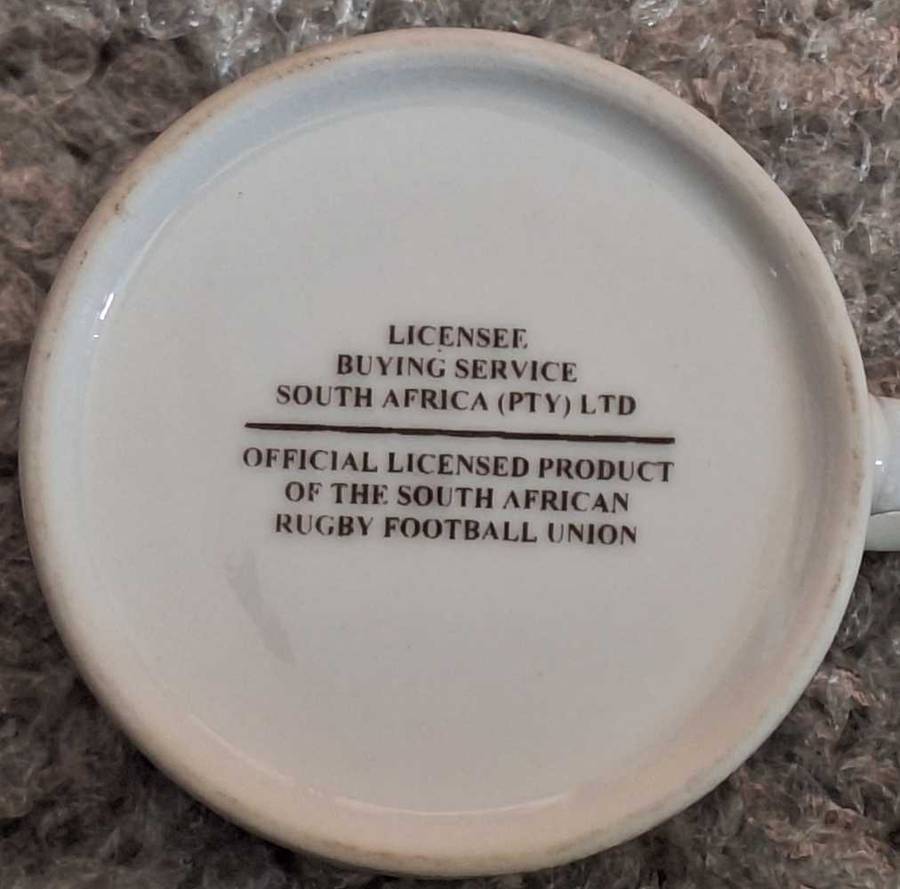 LICENSEE
BUYING SERVICE
SOUTH AFRICA (PTY) LTD
OFFICIAL LICENSED PRODUCT
OF THE SOUTH AFRICAN
RUGBY FOOTBALL UNION